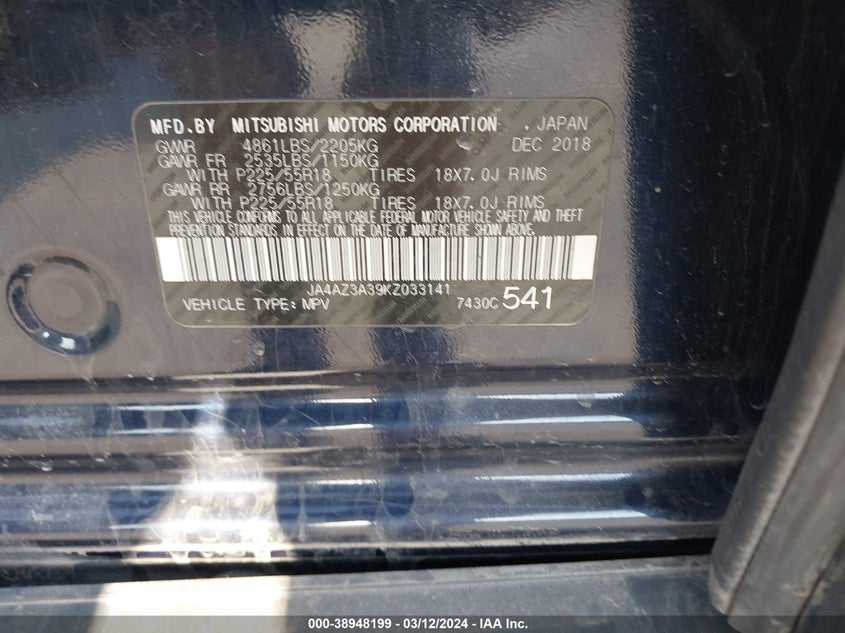 MFD.BY MITSUBISHI MOTORS CORPORATION . JAPAN
GVWR 4861LBS/2205KG DEC 2018
GAWR FR 2535LBS/1150KG
WITH P225/55R18 TIRES 18X7.0J RIMS
GAWR RR 2756LBS/1250KG
WITH P225/55R18 TIRES 18X7.0J RIMS
THIS VEHICLE CONFORMS TO ALL APPLICABLE FEDERAL MOTOR VEHICLE SAFETY AND THEFT
PREVENTION STANDARDS IN EFFECT ON THE DATE OF MANUFACTURE SHOWN ABOVE.
JA4AZ3A39KZ033141
VEHICLE TYPE: MPV 7430C 541
000-38948199 - 03/12/2024 - IAA Inc.